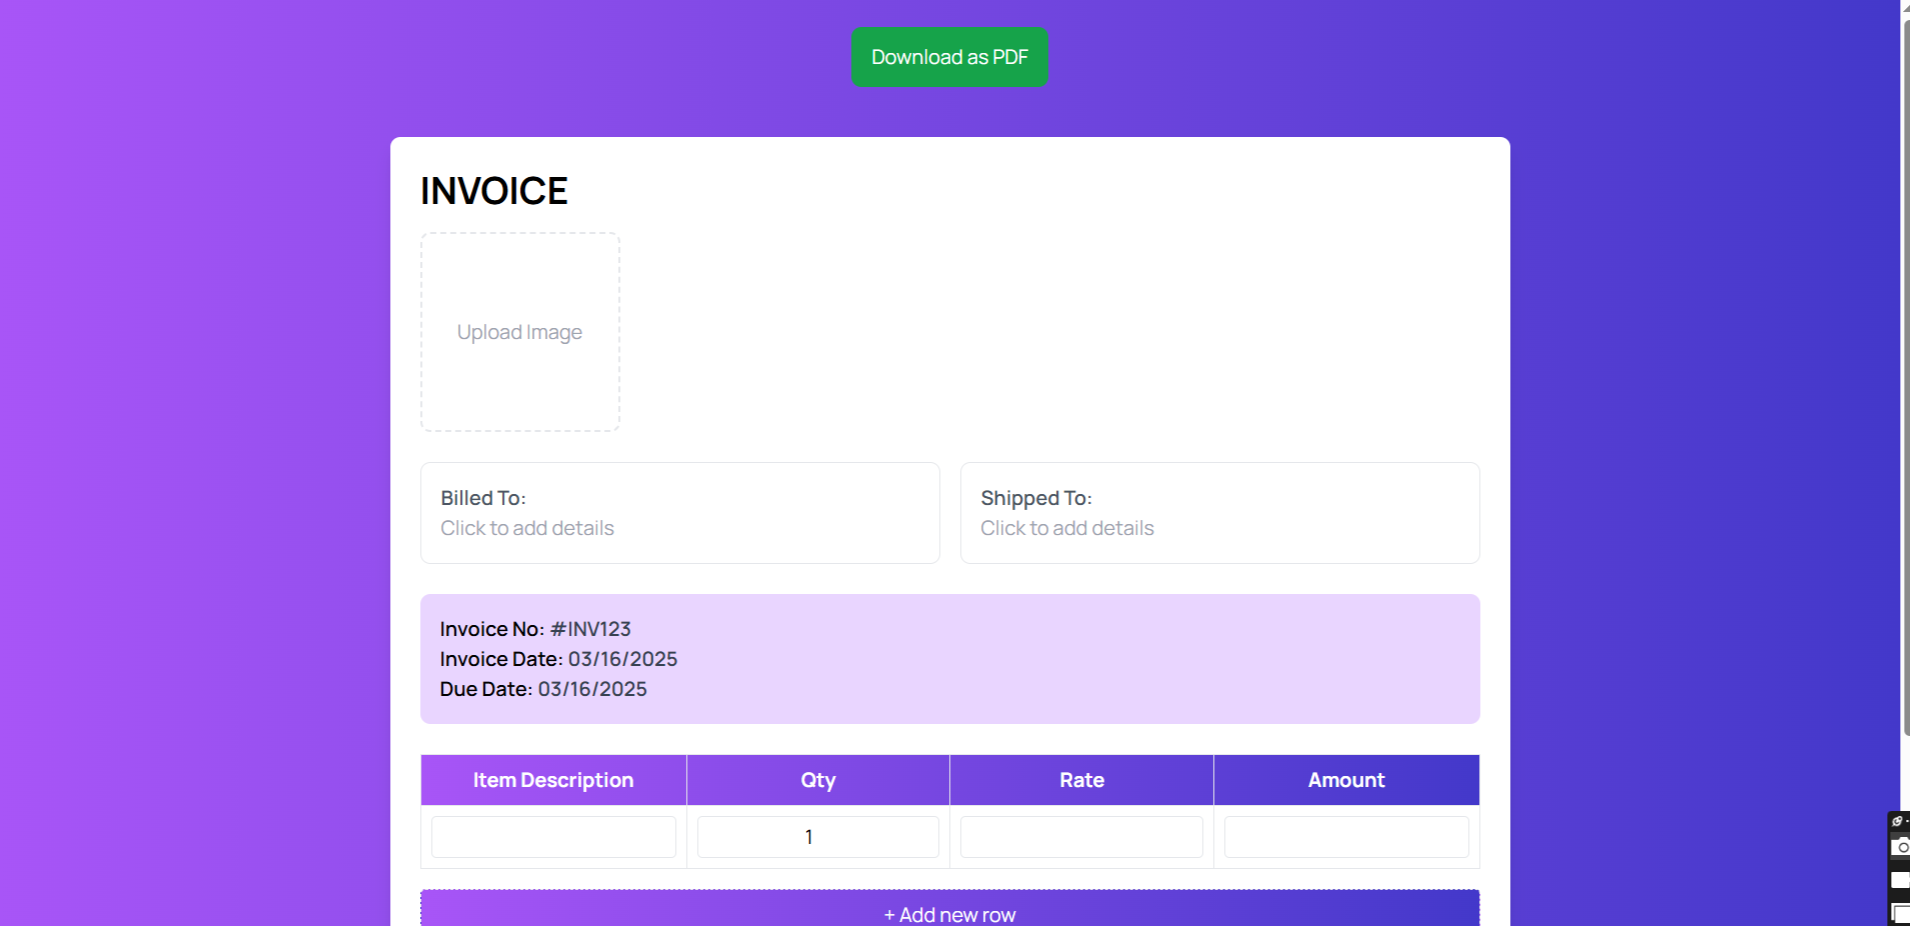 Download as PDF
INVOICE
Upload Image
Billed To:
Click to add details
Shipped To:
Click to add details
Invoice No: #INV123
Invoice Date: 03/16/2025
Due Date: 03/16/2025
Item Description Qty Rate Amount
1
+ Add new row